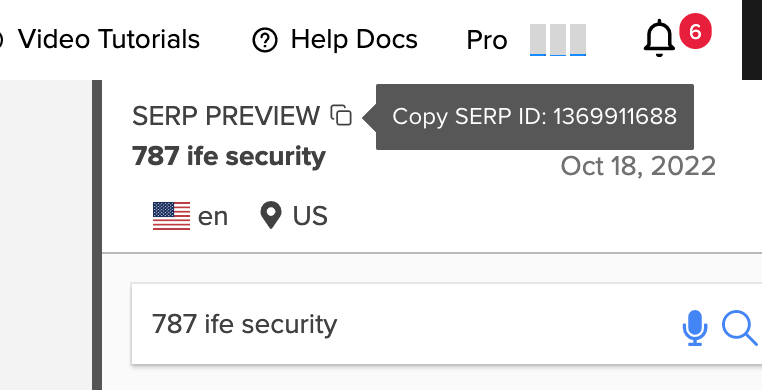 Video Tutorials
Help Docs
Pro
6
SERP PREVIEW
Copy SERP ID: 1369911688
787 ife security
Oct 18, 2022
en
US
787 ife security